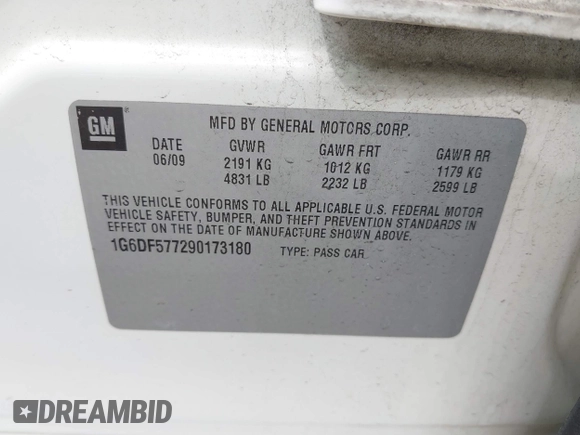 GM
MFD BY GENERAL MOTORS CORP.
DATE GVWR GAWR FRT GAWR RR
06/09 2191 KG 1012 KG 1179 KG
4831 LB 2232 LB 2599 LB
THIS VEHICLE CONFORMS TO ALL APPLICABLE U.S. FEDERAL MOTOR
VEHICLE SAFETY, BUMPER, AND THEFT PREVENTION STANDARDS IN
EFFECT ON THE DATE OF MANUFACTURE SHOWN ABOVE.
1G6DF577290173180 TYPE: PASS CAR
DREAMBID